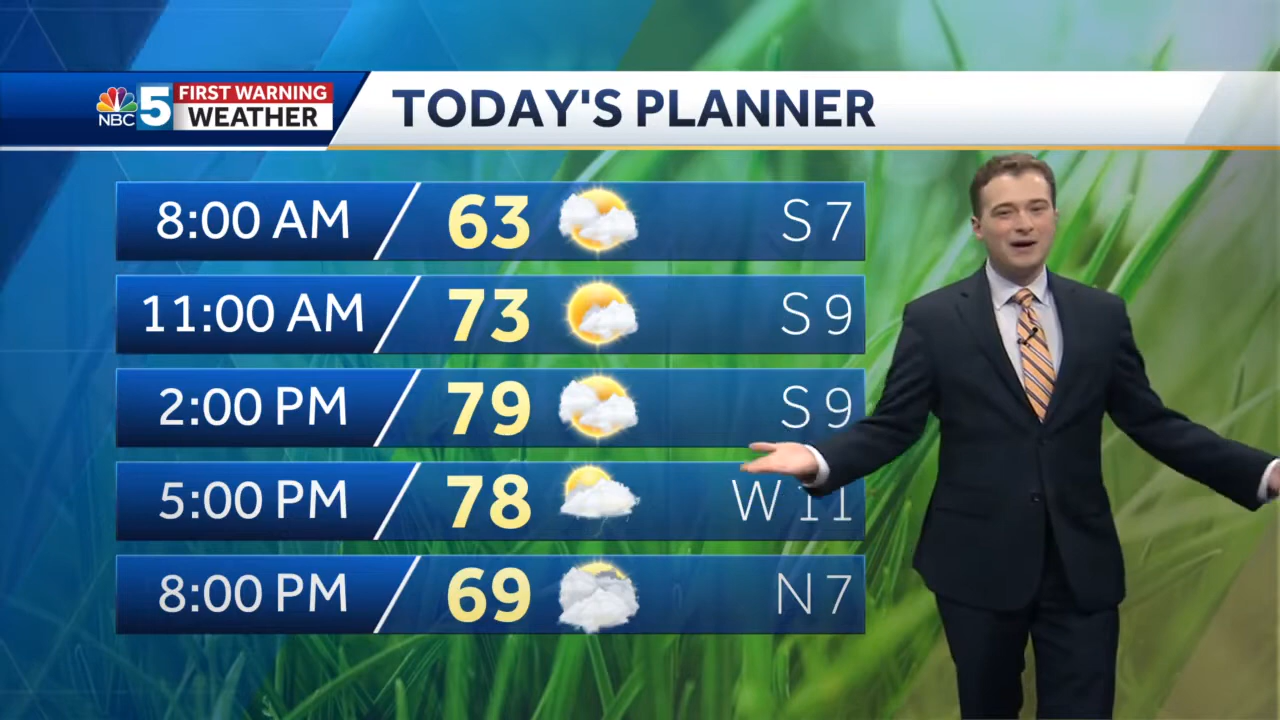 NBC 5 FIRST WARNING WEATHER
TODAY'S PLANNER
8:00 AM 63 S 7
11:00 AM 73 S 9
2:00 PM 79 S 9
5:00 PM 78 W 11
8:00 PM 69 N 7